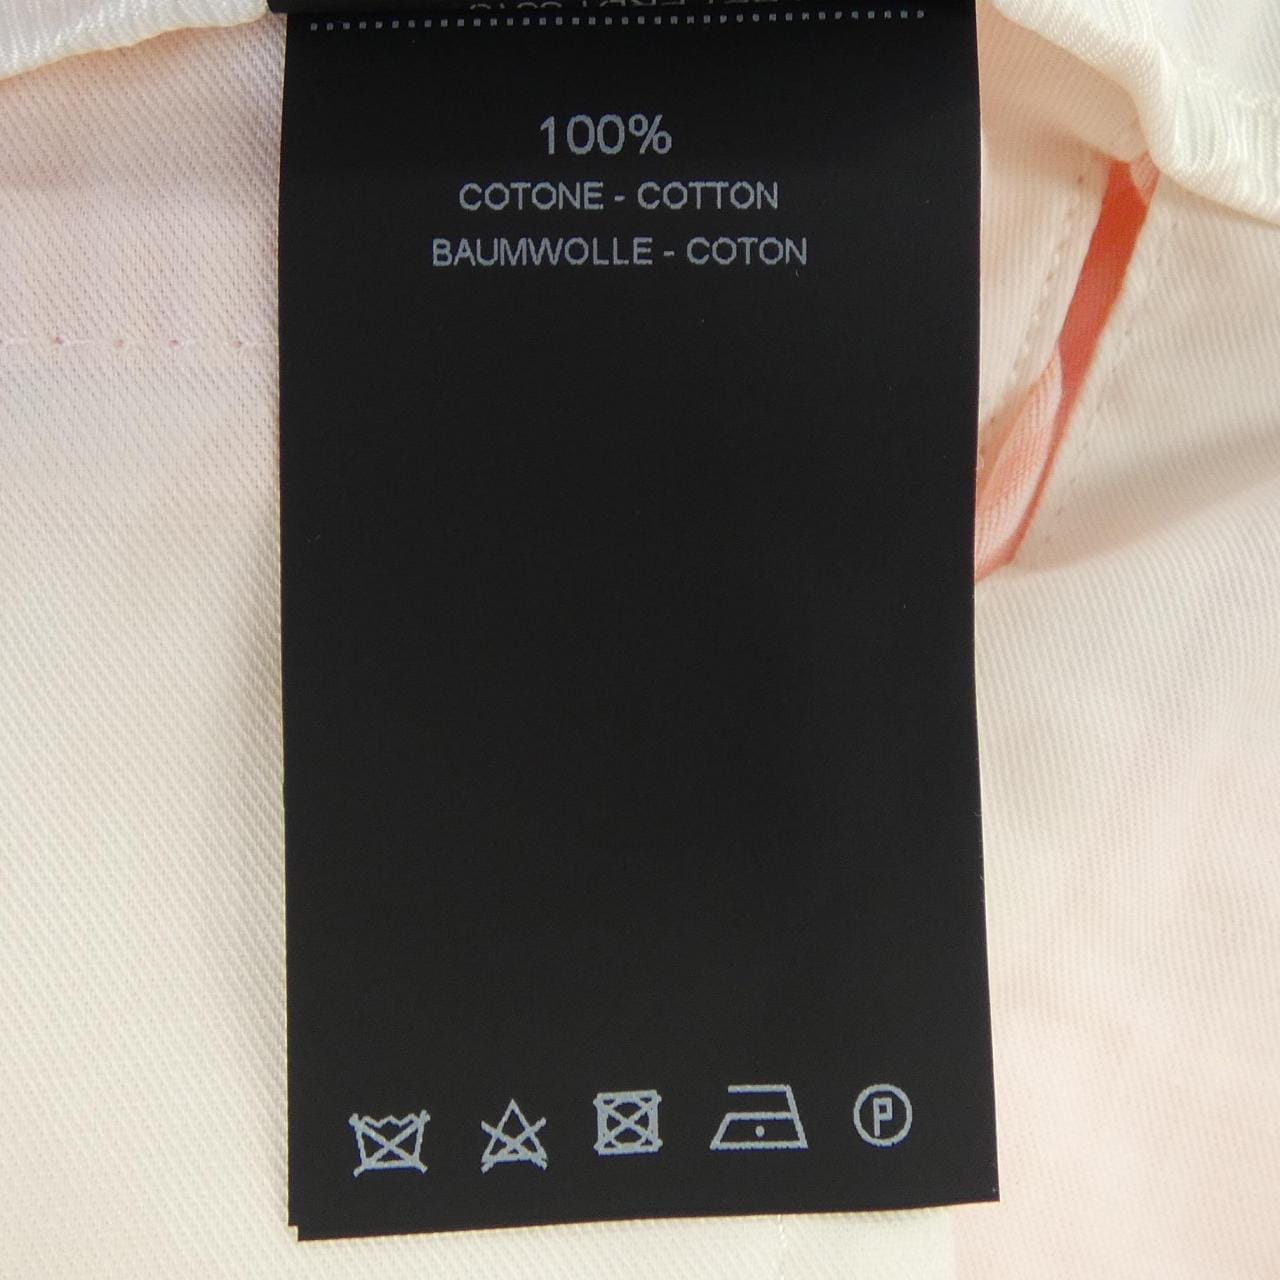 100%
COTONE - COTTON
BAUMWOLLE - COTON
P